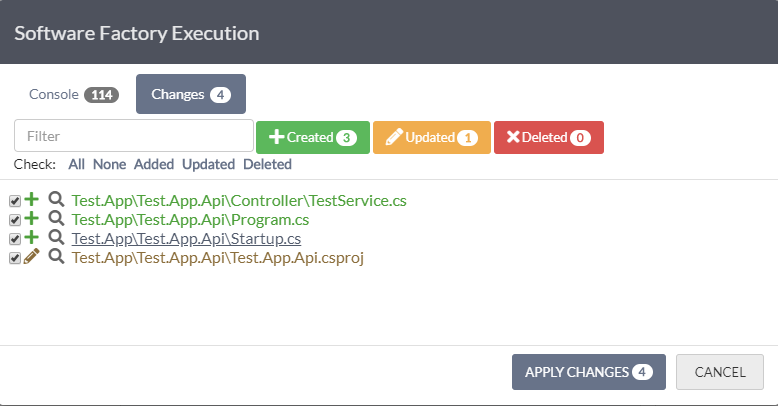 Software Factory Execution
Console 114 Changes 4
Filter Created 3 Updated 1 Deleted 0
Check: All None Added Updated Deleted
Test.App\Test.App.Api\Controller\TestService.cs
Test.App\Test.App.Api\Program.cs
Test.App\Test.App.Api\Startup.cs
Test.App\Test.App.Api\Test.App.Api.csproj
APPLY CHANGES 4 CANCEL